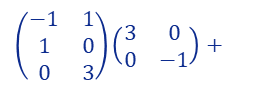 (−1 1) (3 0) +
(1 0) (0 −1)
(0 3)